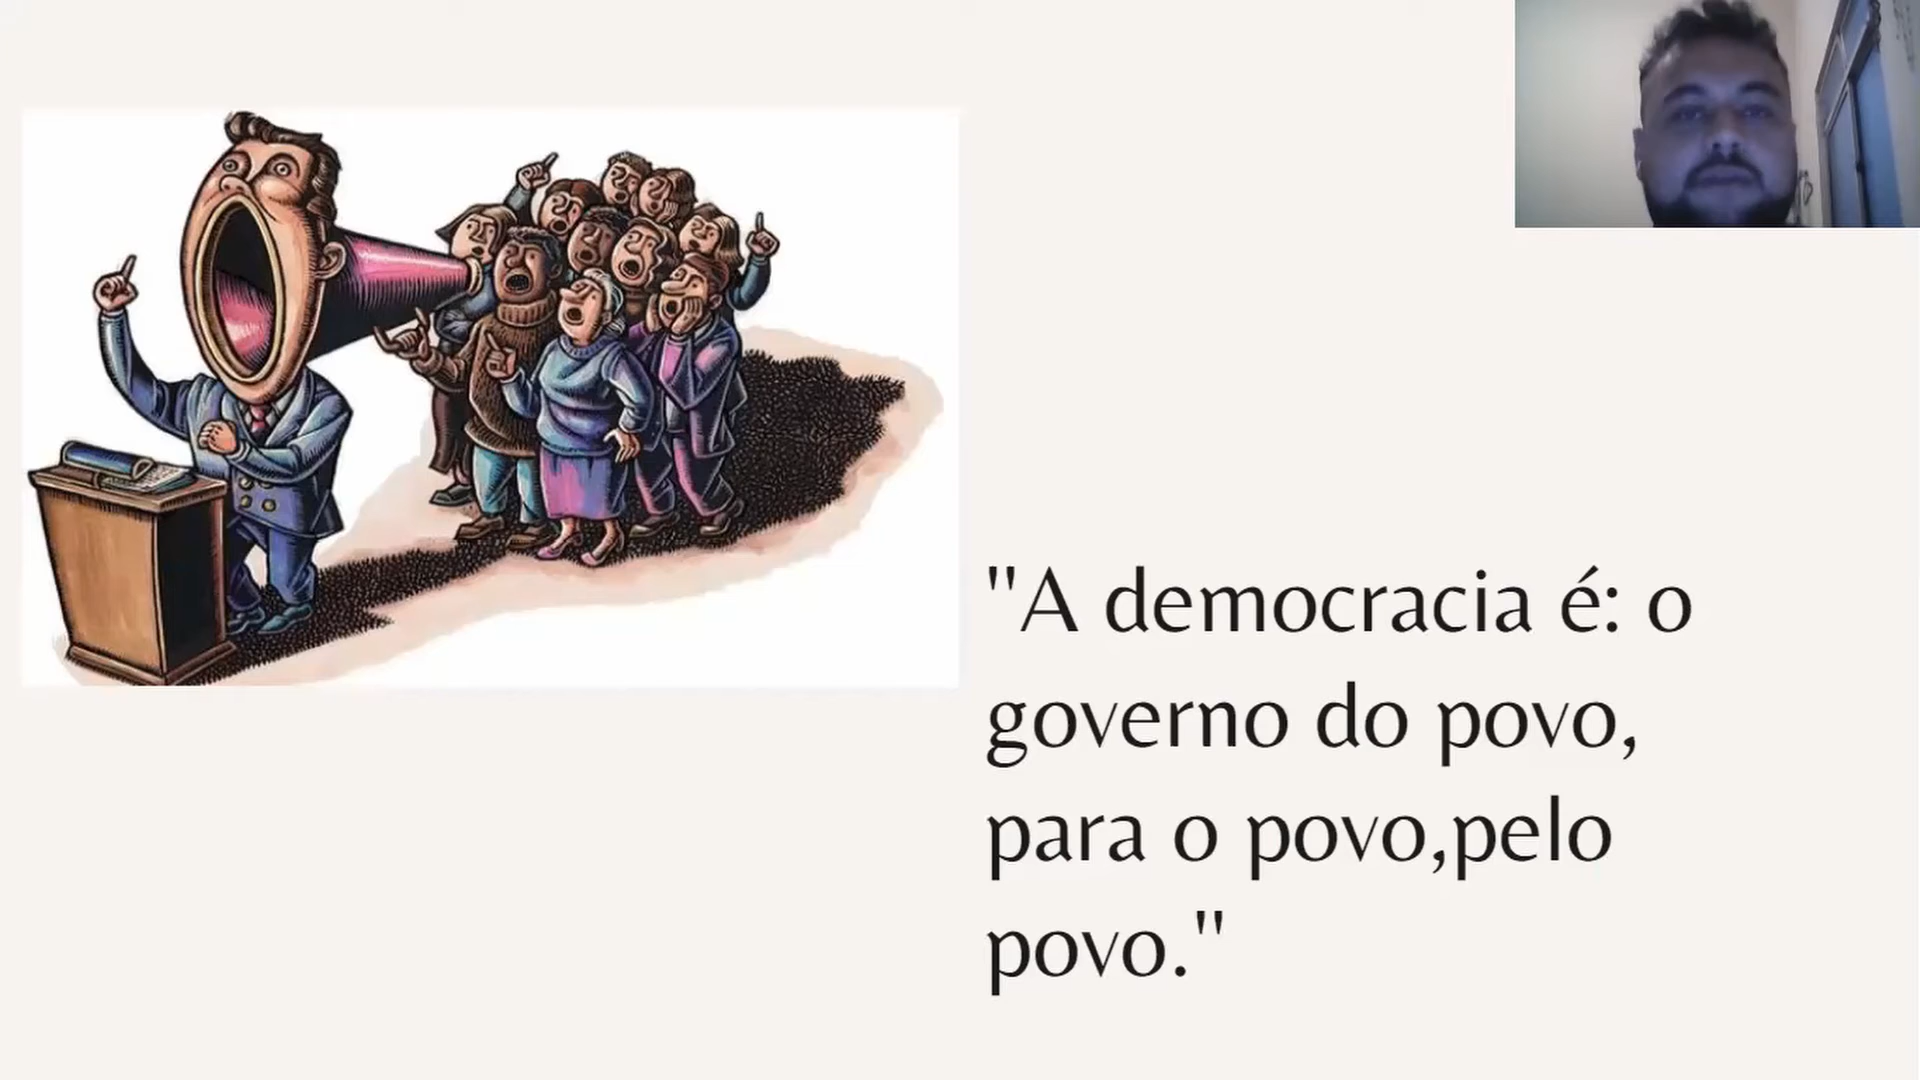 "A democracia é: o
governo do povo,
para o povo,pelo
povo."